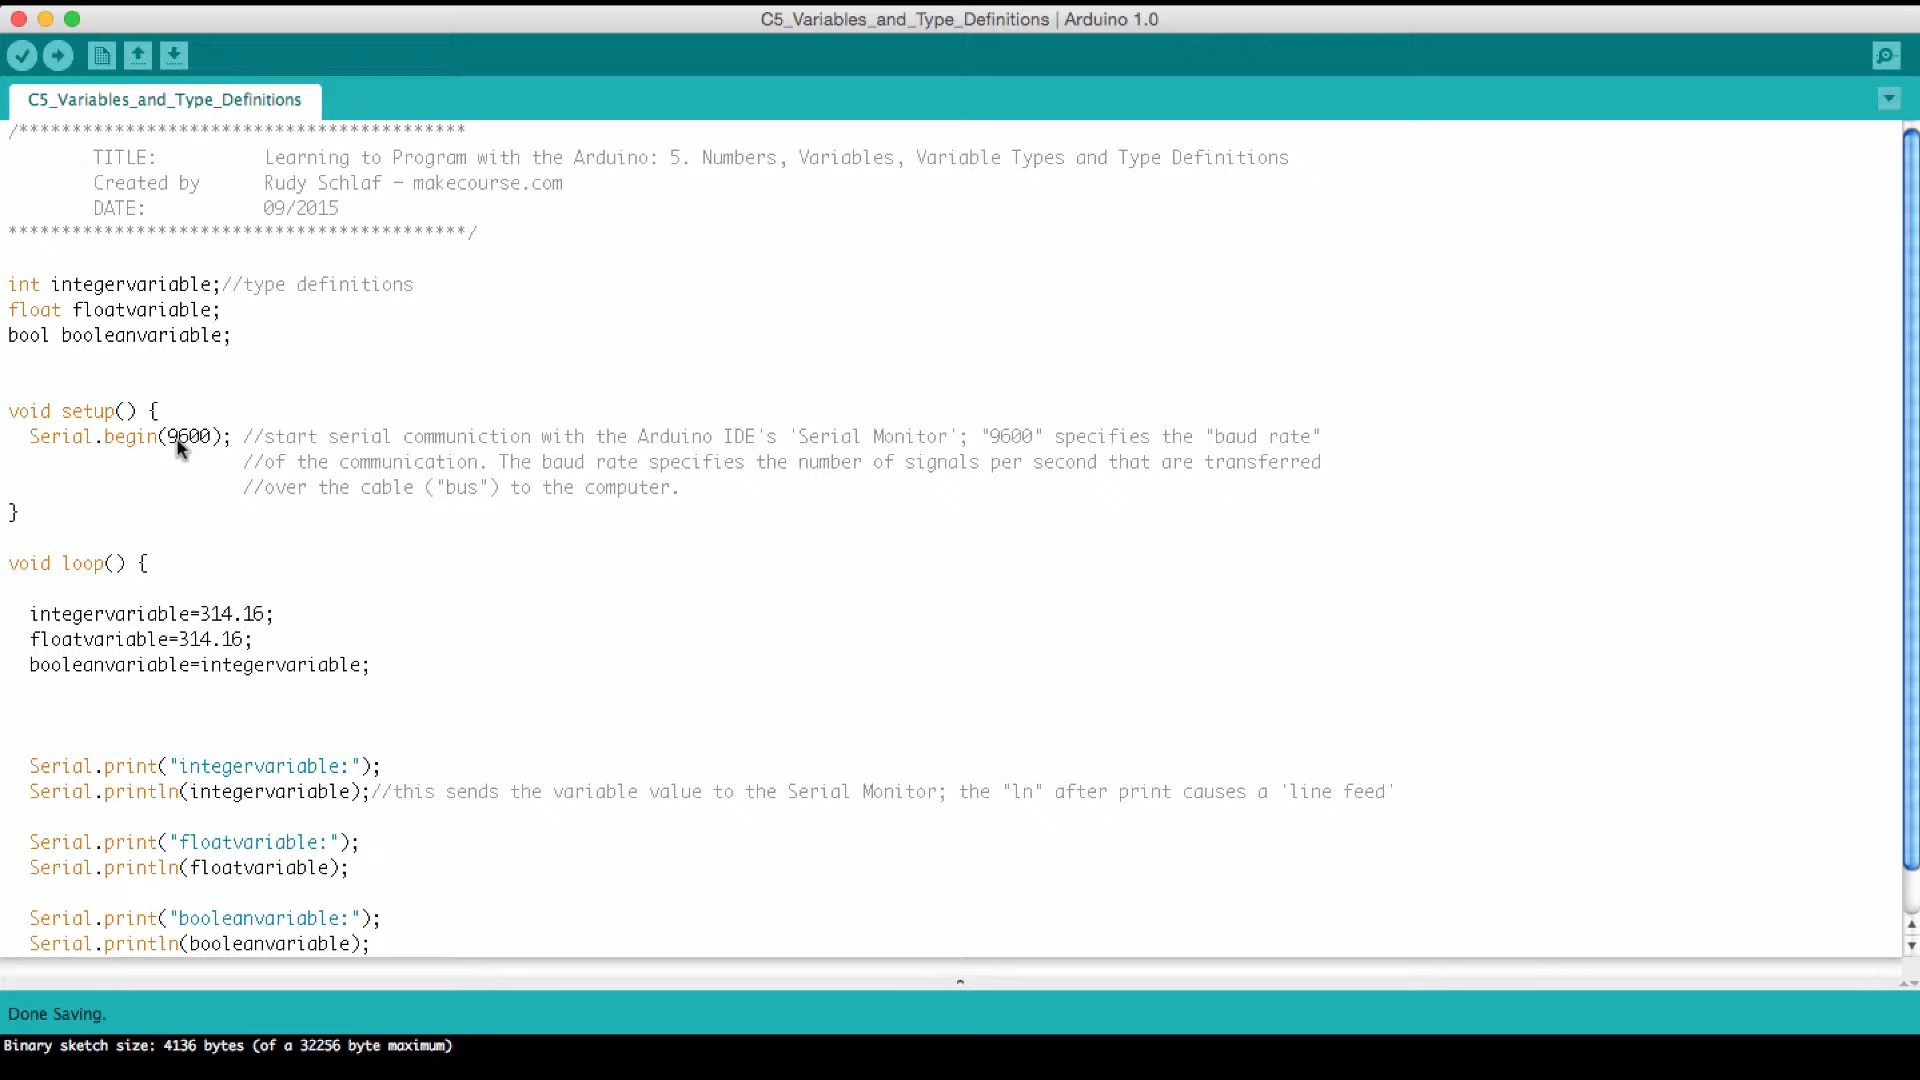 C5_Variables_and_Type_Definitions | Arduino 1.0
C5_Variables_and_Type_Definitions
/******************************************
TITLE: Learning to Program with the Arduino: 5. Numbers, Variables, Variable Types and Type Definitions
Created by Rudy Schlaf - makecourse.com
DATE: 09/2015
*******************************************/
int integervariable;//type definitions
float floatvariable;
bool booleanvariable;
void setup() {
Serial.begin(9600); //start serial communiction with the Arduino IDE's 'Serial Monitor'; "9600" specifies the "baud rate"
//of the communication. The baud rate specifies the number of signals per second that are transferred
//over the cable ("bus") to the computer.
}
void loop() {
integervariable=314.16;
floatvariable=314.16;
booleanvariable=integervariable;
Serial.print("integervariable:");
Serial.println(integervariable);//this sends the variable value to the Serial Monitor; the "ln" after print causes a 'line feed'
Serial.print("floatvariable:");
Serial.println(floatvariable);
Serial.print("booleanvariable:");
Serial.println(booleanvariable);
Done Saving.
Binary sketch size: 4136 bytes (of a 32256 byte maximum)